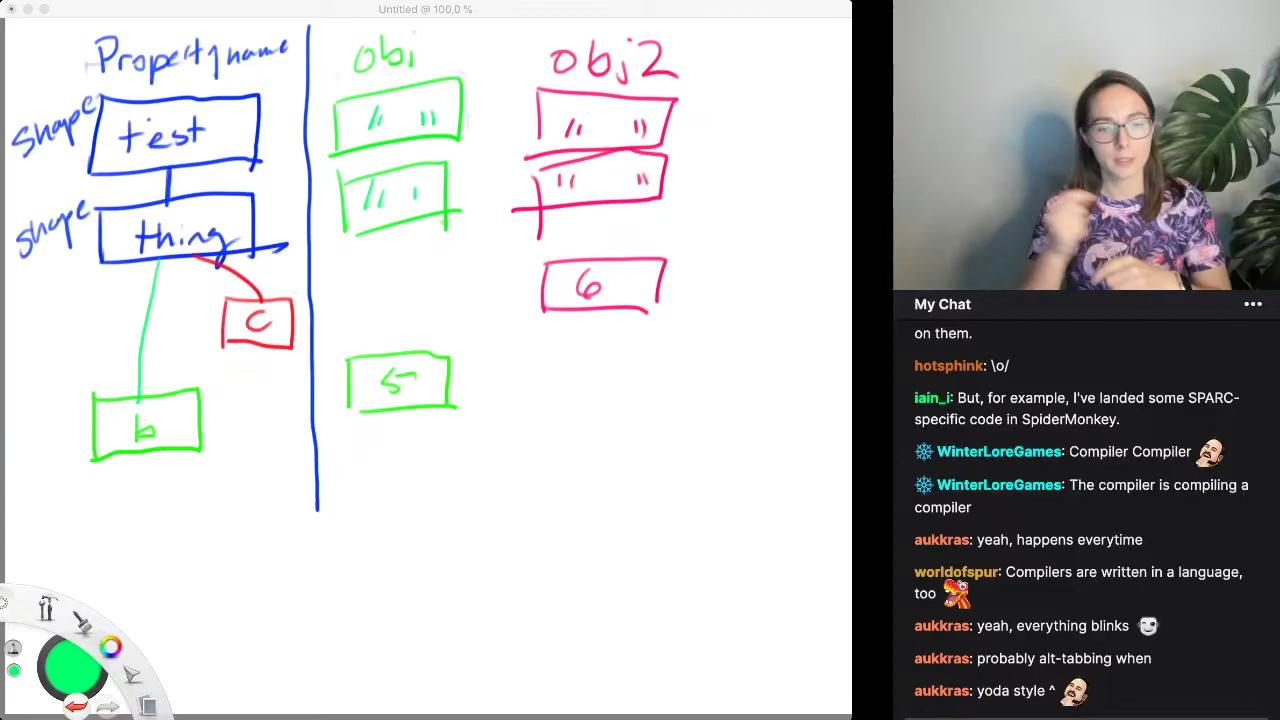 Untitled @ 100,0 %
Property name
obj
obj2
shape
test
" "
" "
shape
thing
" '
" "
c
6
5
b
My Chat
on them.
hotsphink: \o/
iain_i: But, for example, I've landed some SPARC-
specific code in SpiderMonkey.
WinterLoreGames: Compiler Compiler
WinterLoreGames: The compiler is compiling a
compiler
aukkras: yeah, happens everytime
worldofspur: Compilers are written in a language,
too
aukkras: yeah, everything blinks
aukkras: probably alt-tabbing when
aukkras: yoda style ^